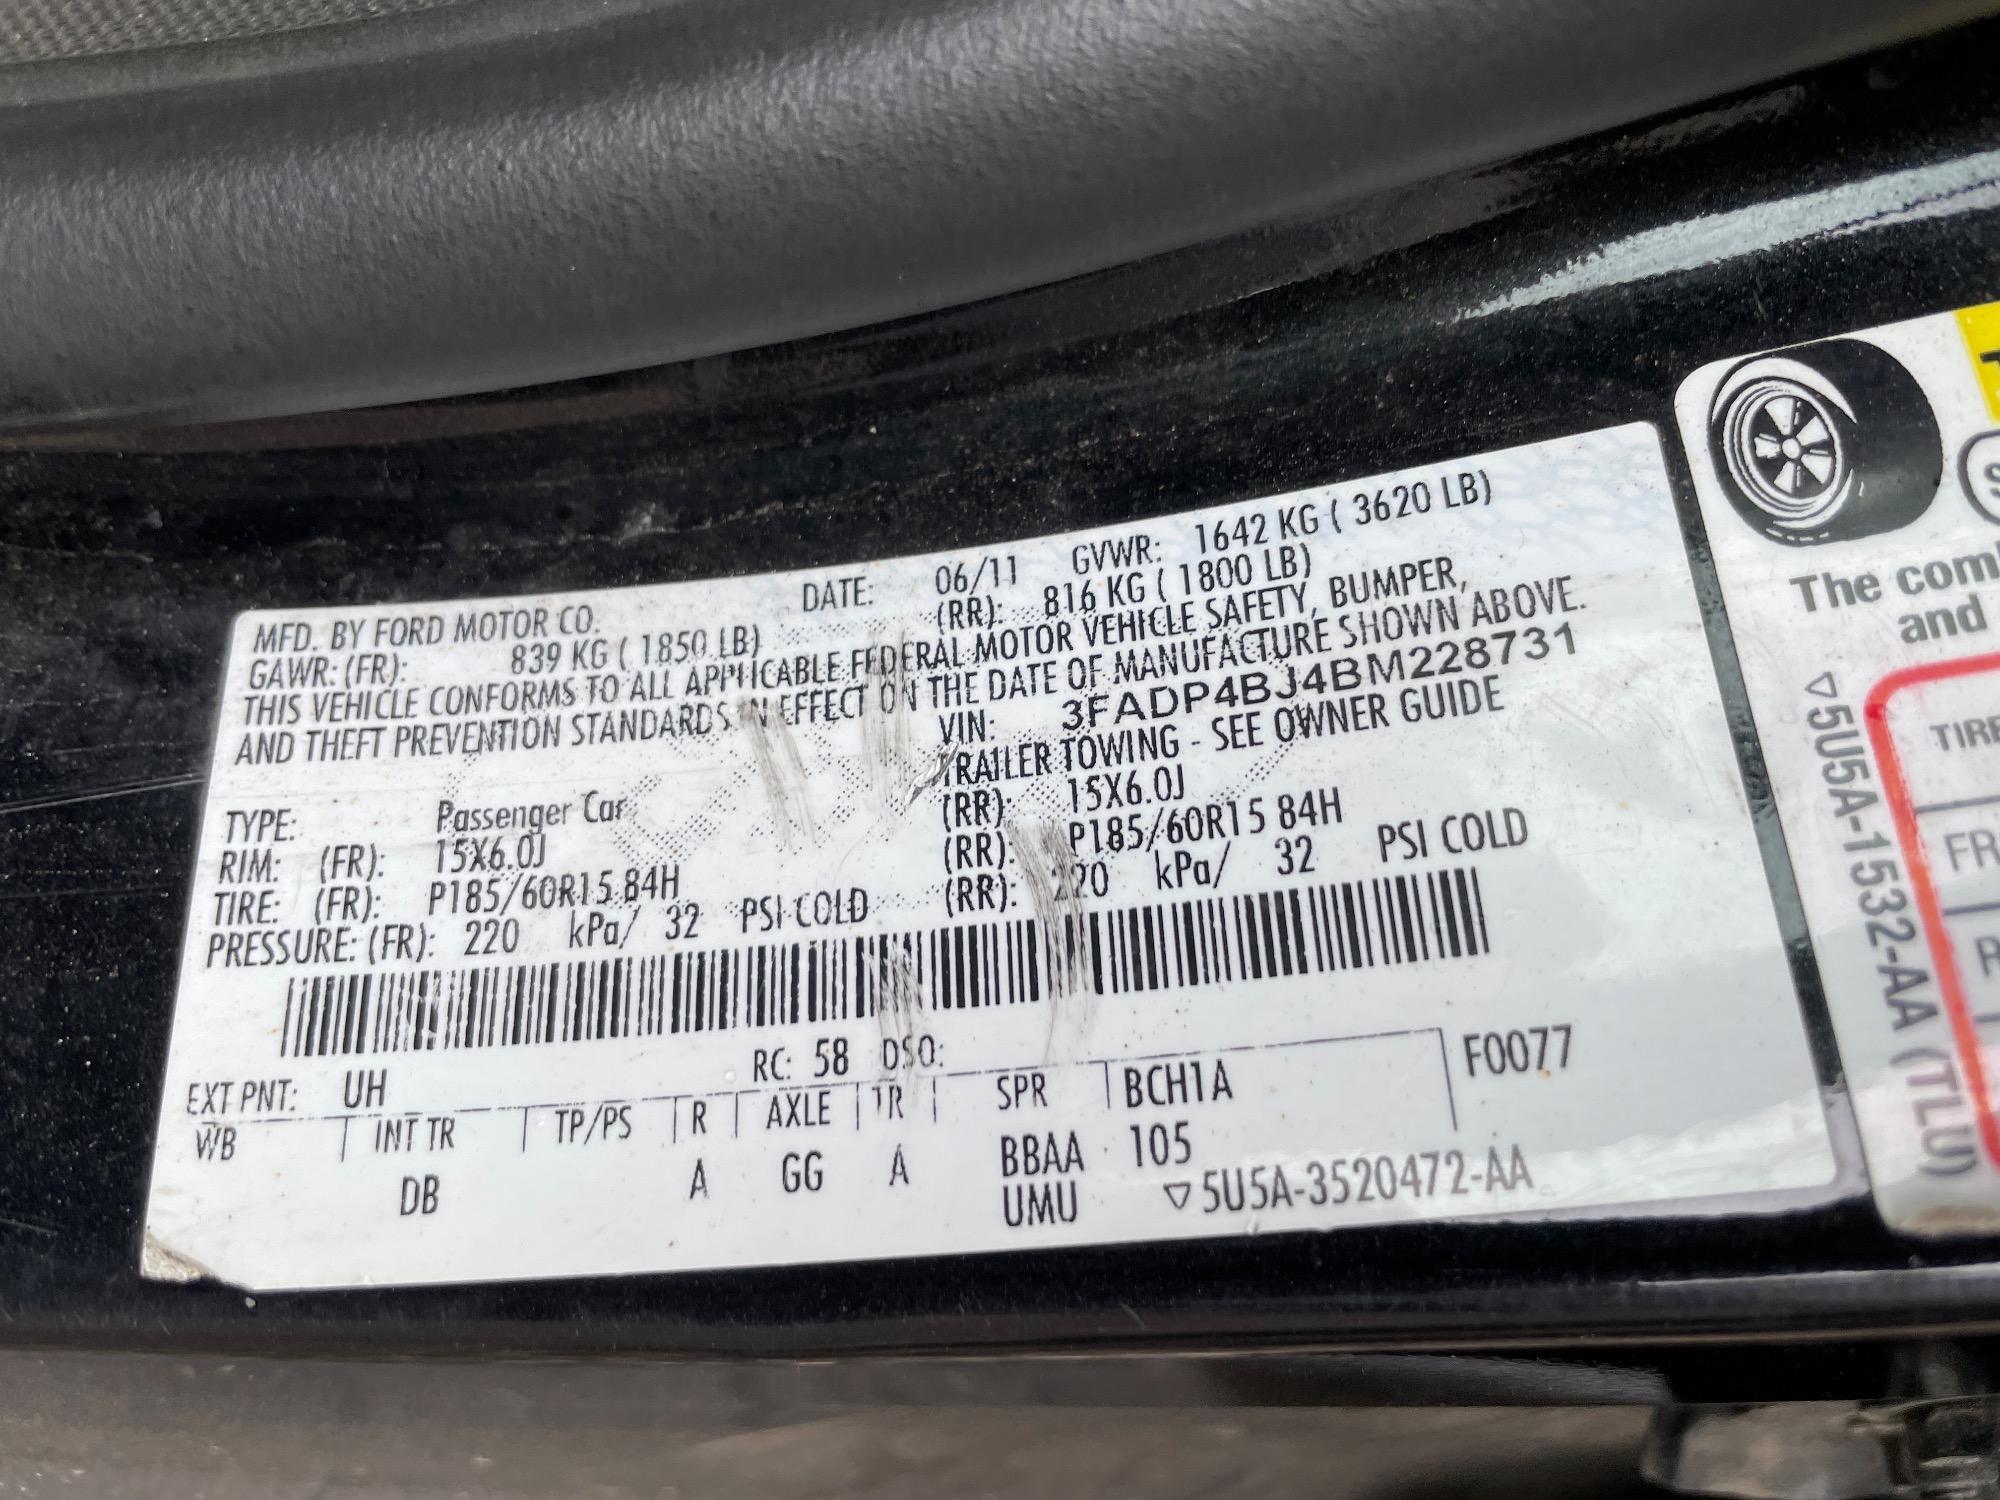 MFD. BY FORD MOTOR CO. DATE: 06/11 GVWR: 1642 KG ( 3620 LB)
GAWR: (FR): 839 KG ( 1850 LB) (RR): 816 KG ( 1800 LB)
THIS VEHICLE CONFORMS TO ALL APPLICABLE FEDERAL MOTOR VEHICLE SAFETY, BUMPER,
AND THEFT PREVENTION STANDARDS IN EFFECT ON THE DATE OF MANUFACTURE SHOWN ABOVE.
VIN: 3FADP4BJ4BM228731
TYPE: Passenger Car TRAILER TOWING - SEE OWNER GUIDE
RIM: (FR): 15X6.0J (RR): 15X6.0J
TIRE: (FR): P185/60R15 84H (RR): P185/60R15 84H
PRESSURE: (FR): 220 kPa/ 32 PSI COLD (RR): 220 kPa/ 32 PSI COLD
EXT PNT: UH RC: 58 DSO: F0077
WB INT TR TP/PS R AXLE TR SPR BCH1A
DB A GG A BBAA 105
UMU ▽5U5A-3520472-AA
The
and
▽5U5A-1532-AA (TLU)